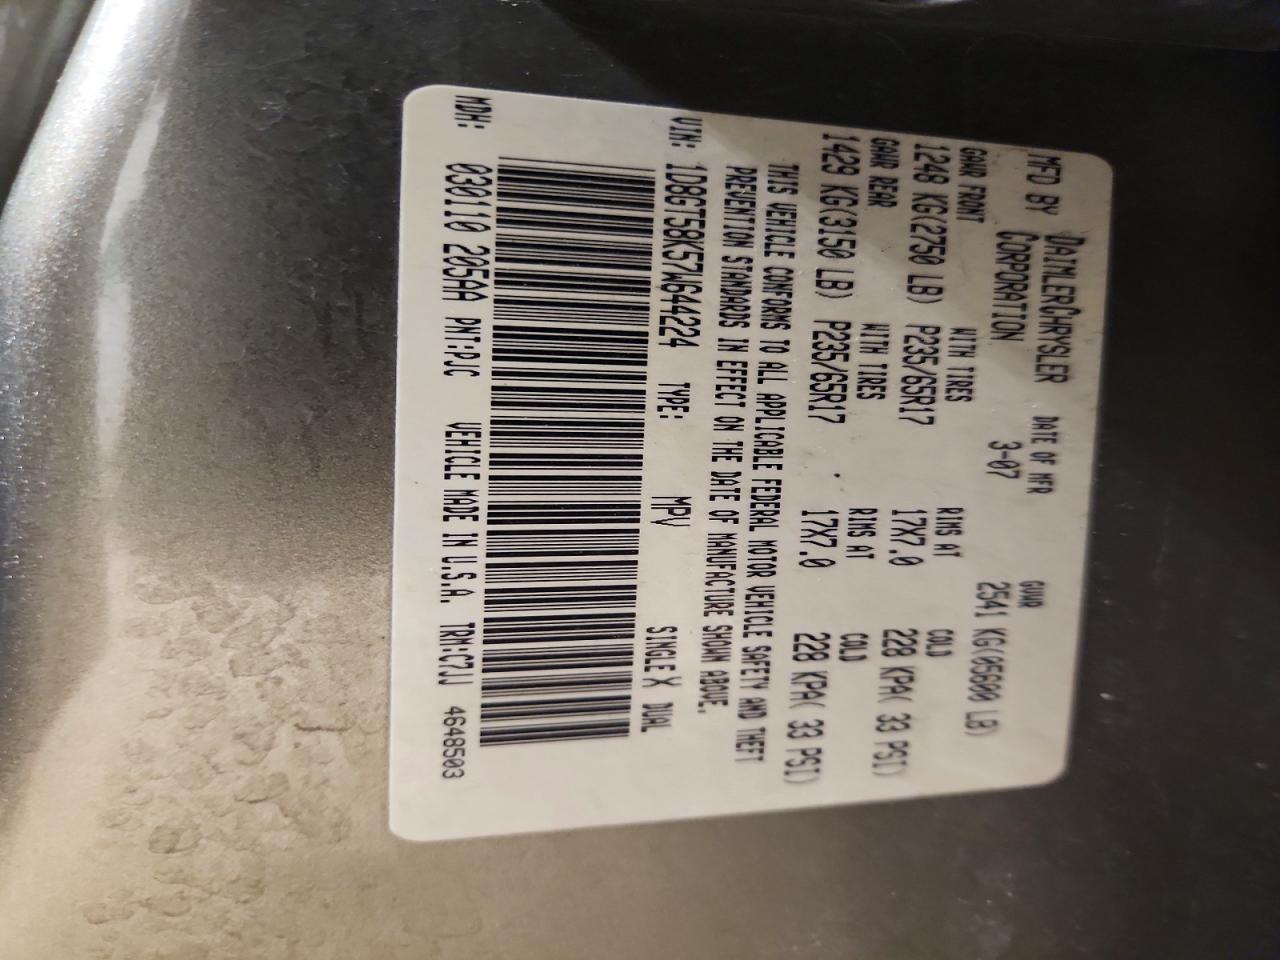 MFD BY DAIMLERCHRYSLER CORPORATION DATE OF MFR 3-07 GVWR 2541 KG(05600 LB)
GAWR FRONT WITH TIRES RIMS AT COLD
1248 KG(2750 LB) P235/65R17 17X7.0 228 KPA( 33 PSI)
GAWR REAR WITH TIRES RIMS AT COLD
1429 KG(3150 LB) P235/65R17 17X7.0 228 KPA( 33 PSI)
THIS VEHICLE CONFORMS TO ALL APPLICABLE FEDERAL MOTOR VEHICLE SAFETY AND THEFT
PREVENTION STANDARDS IN EFFECT ON THE DATE OF MANUFACTURE SHOWN ABOVE.
VIN: 1D8GT58K57W644224 TYPE: MPV SINGLE X DUAL
MDH: 030110 205AA PNT:PJC VEHICLE MADE IN U.S.A. TRM:C7JJ 4648503